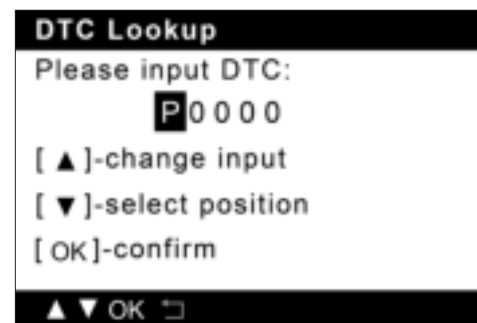 DTC Lookup
Please input DTC:
P0000
[ ▲ ]-change input
[ ▼ ]-select position
[ OK ]-confirm
▲ ▼ OK ⮌